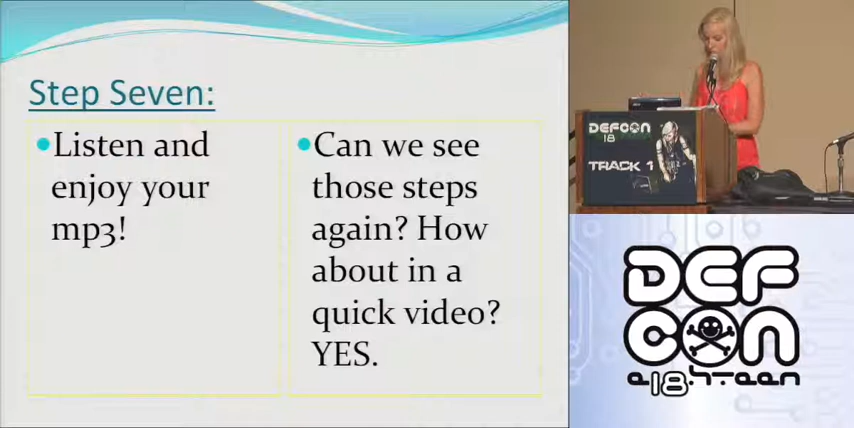 Step Seven:
Listen and
enjoy your
mp3!
Can we see
those steps
again? How
about in a
quick video?
YES.
DEFCON
18
TRACK 1
DEF
CON
e18hteen